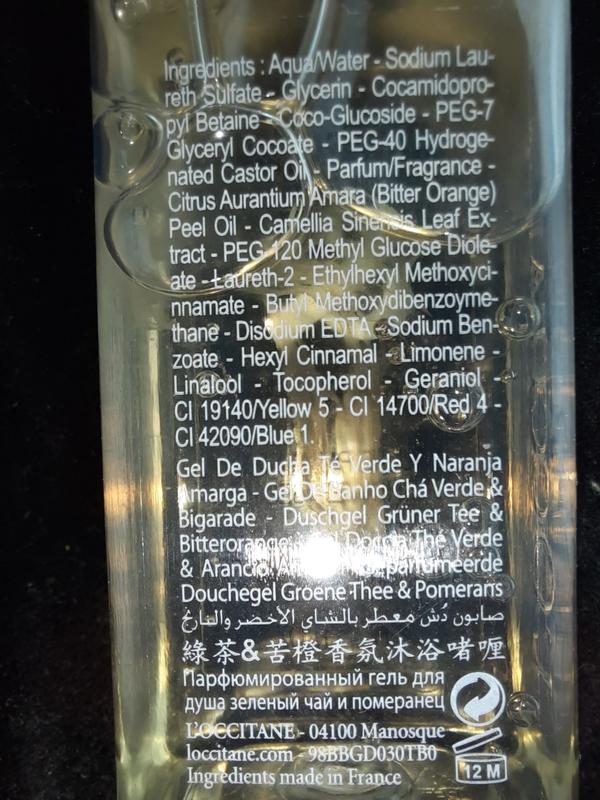 Ingredients : Aqua/Water - Sodium Lau-
reth Sulfate - Glycerin - Cocamidopro-
pyl Betaine - Coco-Glucoside - PEG-7
Glyceryl Cocoate - PEG-40 Hydroge-
nated Castor Oil - Parfum/Fragrance -
Citrus Aurantium Amara (Bitter Orange)
Peel Oil - Camellia Sinensis Leaf Ex-
tract - PEG-120 Methyl Glucose Diole-
ate - Laureth-2 - Ethylhexyl Methoxyci-
nnamate - Butyl Methoxydibenzoyme-
thane - Disodium EDTA - Sodium Ben-
zoate - Hexyl Cinnamal - Limonene -
Linalool - Tocopherol - Geraniol -
CI 19140/Yellow 5 - CI 14700/Red 4 -
CI 42090/Blue 1.
Gel De Ducha Té Verde Y Naranja
Amarga - Gel De Banho Chá Verde &
Bigarade - Duschgel Grüner Tee &
Bitterorange Doccia Thè Verde
& Arancio
Douchegel Groene Thee & Pomerans
صابون دُش معطر بالشاي الأخضر والنارنج
綠茶&苦橙香氛沐浴啫喱
Парфюмированный гель для
душа зеленый чай и померанец
L'OCCITANE - 04100 Manosque
loccitane.com - 98BBGD030TB0
Ingredients made in France
12 M